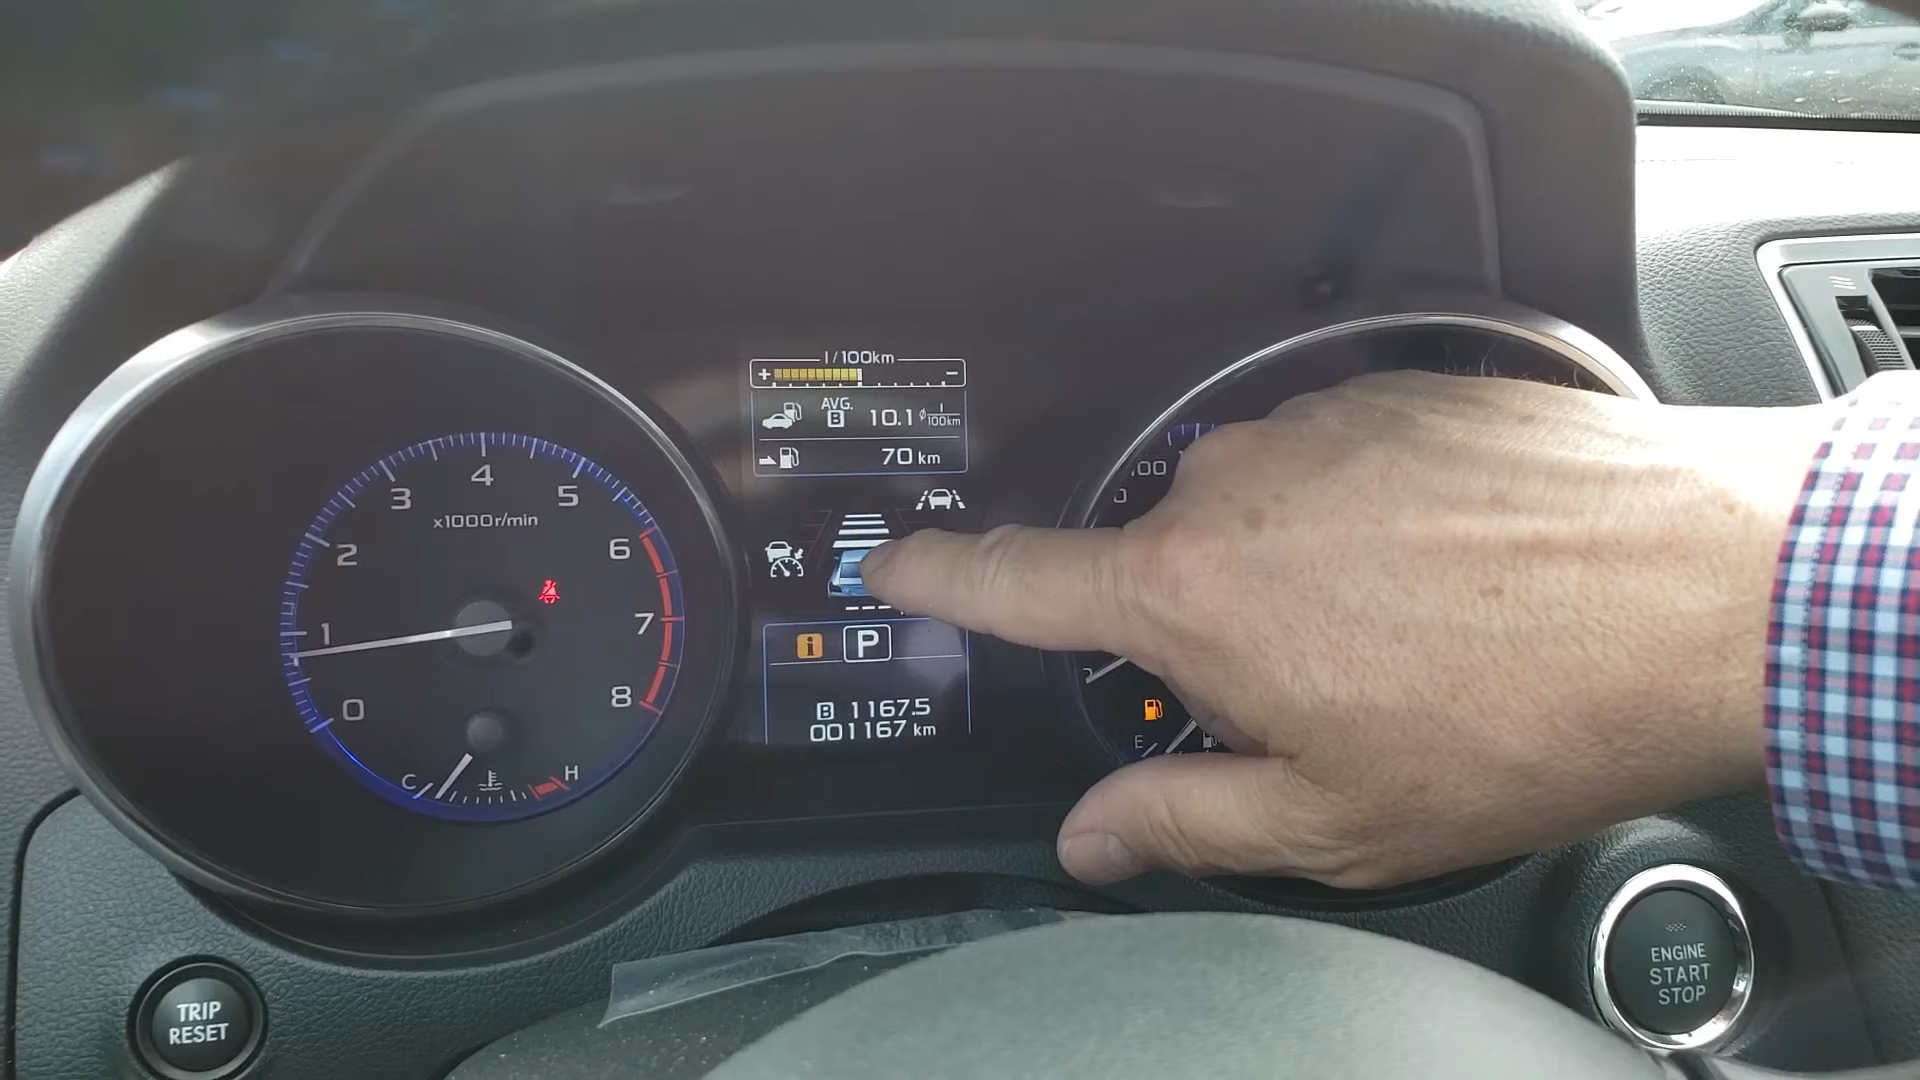 l/100km
+ −
AVG.
B 10.1 ø l/100km
70 km
4
3 5
x1000r/min
2 6
1 7
0 8
C H
i P
B 1167.5
001167 km
100
E
TRIP
RESET
ENGINE
START
STOP